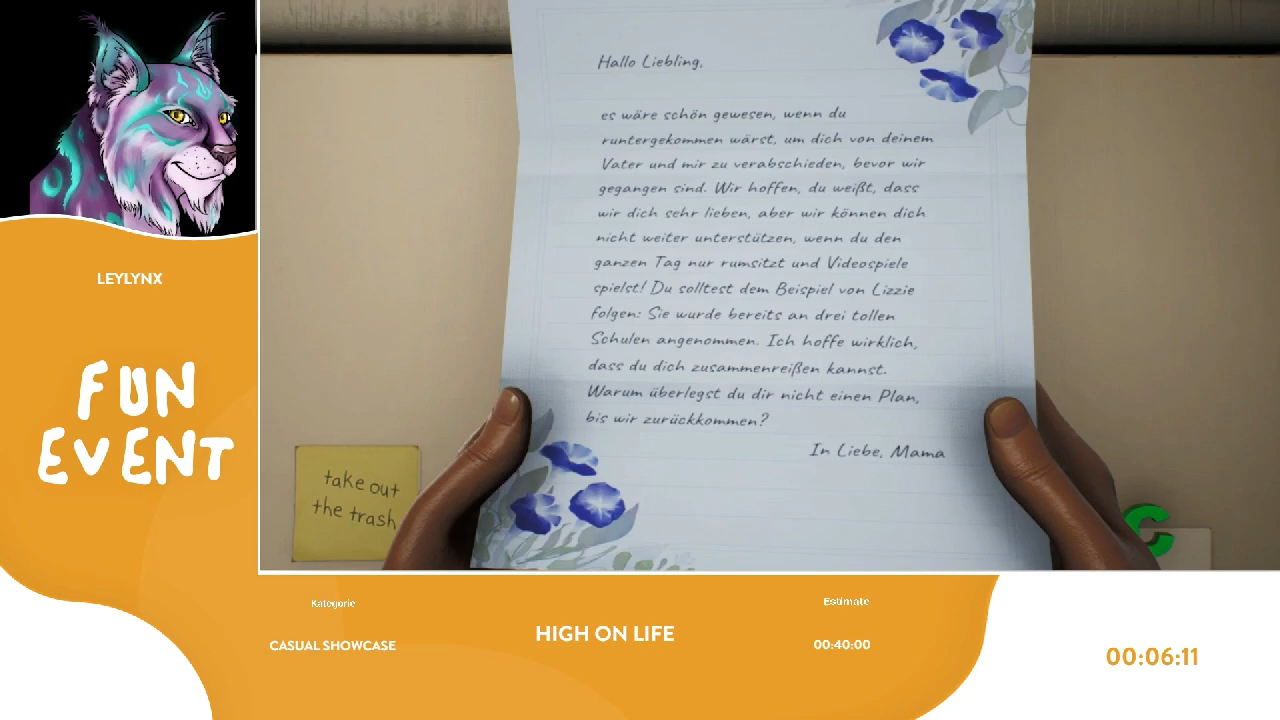 LEYLYNX
FUN
EVENT
Hallo Liebling,
es wäre schön gewesen, wenn du
runtergekommen wärst, um dich von deinem
Vater und mir zu verabschieden, bevor wir
gegangen sind. Wir hoffen, du weißt, dass
wir dich sehr lieben, aber wir können dich
nicht weiter unterstützen, wenn du den
ganzen Tag nur rumsitzt und Videospiele
spielst! Du solltest dem Beispiel von Lizzie
folgen: Sie wurde bereits an drei tollen
Schulen angenommen. Ich hoffe wirklich,
dass du dich zusammenreißen kannst.
Warum überlegst du dir nicht einen Plan,
bis wir zurückkommen?
In Liebe, Mama
take out
the trash
C
Kategorie
CASUAL SHOWCASE
HIGH ON LIFE
Estimate
00:40:00
00:06:11